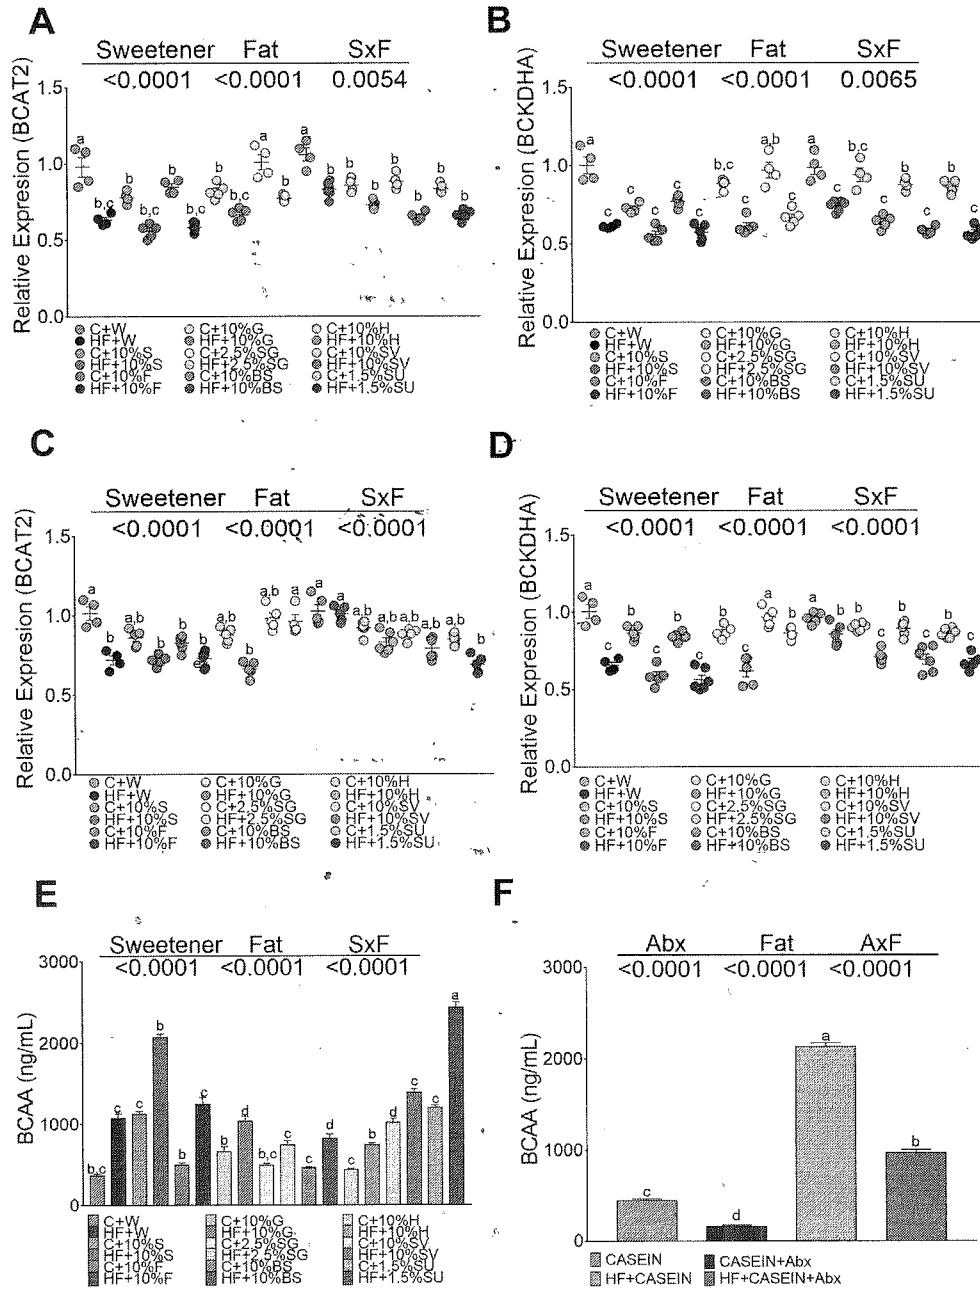 A
Sweetener Fat SxF
<0.0001 <0.0001 0.0054
Relative Expresion (BCAT2)
1.5
1.0
0.5
0.0
a
b,c
b
b,c
b
b
b
b,c
a
b
a
b
b
b
b
b
C+W
HF+W
C+10%S
HF+10%S
C+10%F
HF+10%F
C+10%G
HF+10%G
C+2.5%SG
HF+2.5%SG
C+10%BS
HF+10%BS
C+10%H
HF+10%H
C+10%SV
HF+10%SV
C+1.5%SU
HF+1.5%SU
B
Sweetener Fat SxF
<0.0001 <0.0001 0.0065
Relative Expresion (BCKDHA)
1.5
1.0
0.5
0.0
a
c
c
c
c
c
b,c
c
a,b
c
a
c
b,c
c
b
c
b
c
C+W
HF+W
C+10%S
HF+10%S
C+10%F
HF+10%F
C+10%G
HF+10%G
C+2.5%SG
HF+2.5%SG
C+10%BS
HF+10%BS
C+10%H
HF+10%H
C+10%SV
HF+10%SV
C+1.5%SU
HF+1.5%SU
C
Sweetener Fat SxF
<0.0001 <0.0001 <0.0001
Relative Expresion (BCAT2)
1.5
1.0
0.5
0.0
a
b
a,b
b
b
b
a,b
b
a,b
a
a
a
a,b
a,b
a,b
a,b
a,b
b
C+W
HF+W
C+10%S
HF+10%S
C+10%F
HF+10%F
C+10%G
HF+10%G
C+2.5%SG
HF+2.5%SG
C+10%BS
HF+10%BS
C+10%H
HF+10%H
C+10%SV
HF+10%SV
C+1.5%SU
HF+1.5%SU
D
Sweetener Fat SxF
<0.0001 <0.0001 <0.0001
Relative Expresion (BCKDHA)
1.5
1.0
0.5
0.0
a
c
b
c
b
c
b
c
a
b
a
b
b
c
b
c
b
c
C+W
HF+W
C+10%S
HF+10%S
C+10%F
HF+10%F
C+10%G
HF+10%G
C+2.5%SG
HF+2.5%SG
C+10%BS
HF+10%BS
C+10%H
HF+10%H
C+10%SV
HF+10%SV
C+1.5%SU
HF+1.5%SU
E
Sweetener Fat SxF
<0.0001 <0.0001 <0.0001
BCAA (ng/mL)
3000
2000
1000
0
b,c
c
c
b
c
c
b
d
b,c
c
c
d
c
b
d
c
c
a
C+W
HF+W
C+10%S
HF+10%S
C+10%F
HF+10%F
C+10%G
HF+10%G
C+2.5%SG
HF+2.5%SG
C+10%BS
HF+10%BS
C+10%H
HF+10%H
C+10%SV
HF+10%SV
C+1.5%SU
HF+1.5%SU
F
Abx Fat AxF
<0.0001 <0.0001 <0.0001
BCAA (ng/mL)
3000
2000
1000
0
c
d
a
b
CASEIN
HF+CASEIN
CASEIN+Abx
HF+CASEIN+Abx